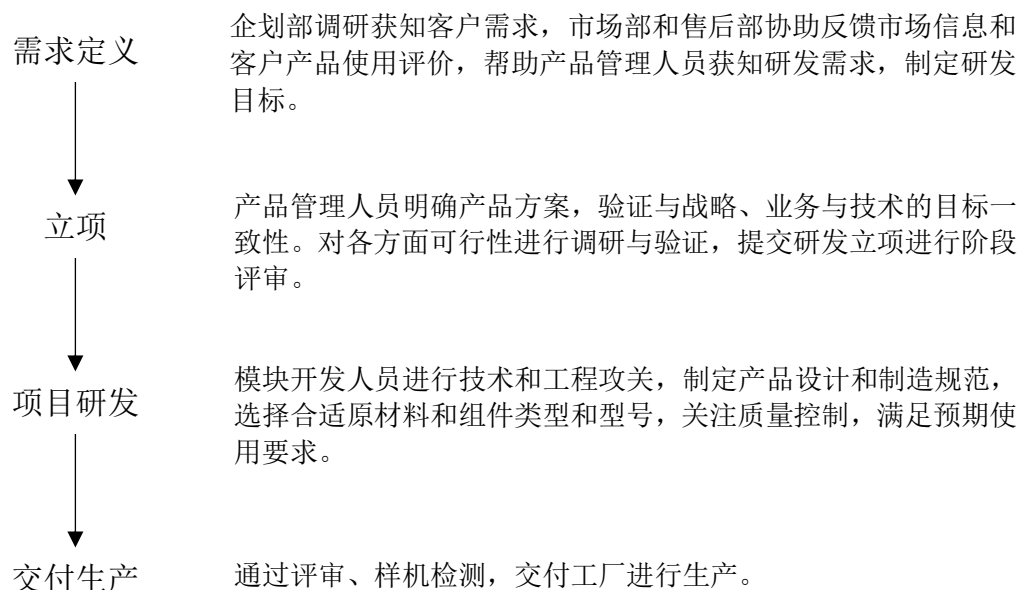 需求定义
企划部调研获知客户需求，市场部和售后部协助反馈市场信息和
客户产品使用评价，帮助产品管理人员获知研发需求，制定研发
目标。
立项
产品管理人员明确产品方案，验证与战略、业务与技术的目标一
致性。对各方面可行性进行调研与验证，提交研发立项进行阶段
评审。
项目研发
模块开发人员进行技术和工程攻关，制定产品设计和制造规范，
选择合适原材料和组件类型和型号，关注质量控制，满足预期使
用要求。
交付生产
通过评审、样机检测，交付工厂进行生产。